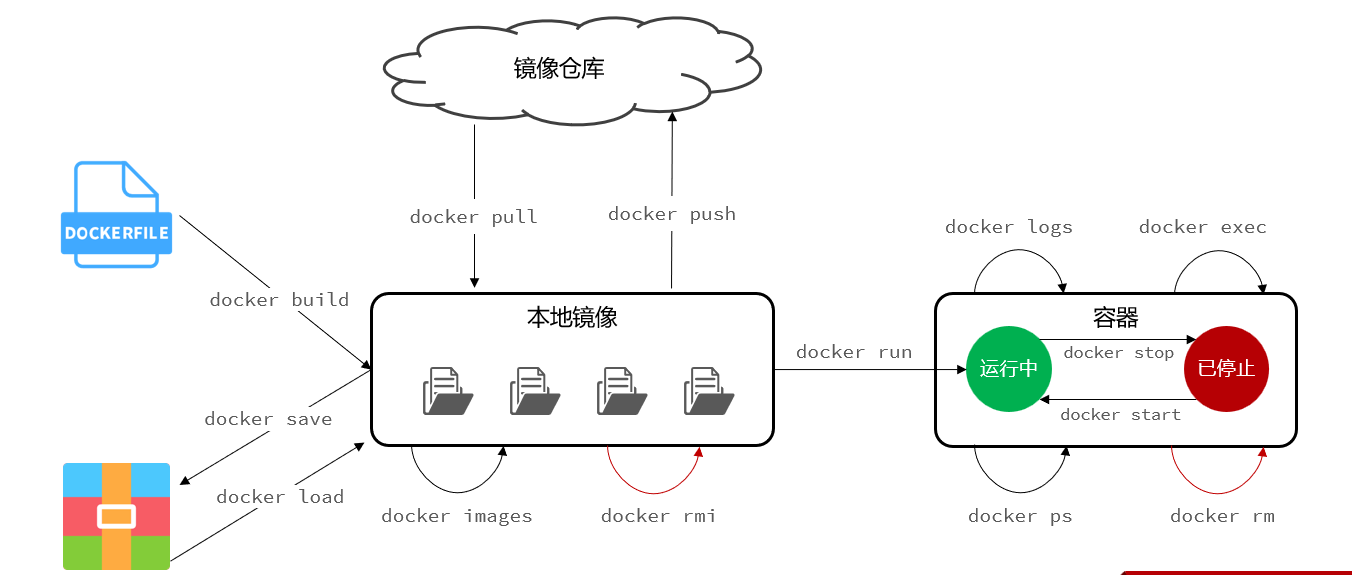 镜像仓库
docker pull
docker push
DOCKERFILE
docker build
docker logs
docker exec
本地镜像
容器
docker run
运行中
docker stop
已停止
docker start
docker save
docker load
docker images
docker rmi
docker ps
docker rm